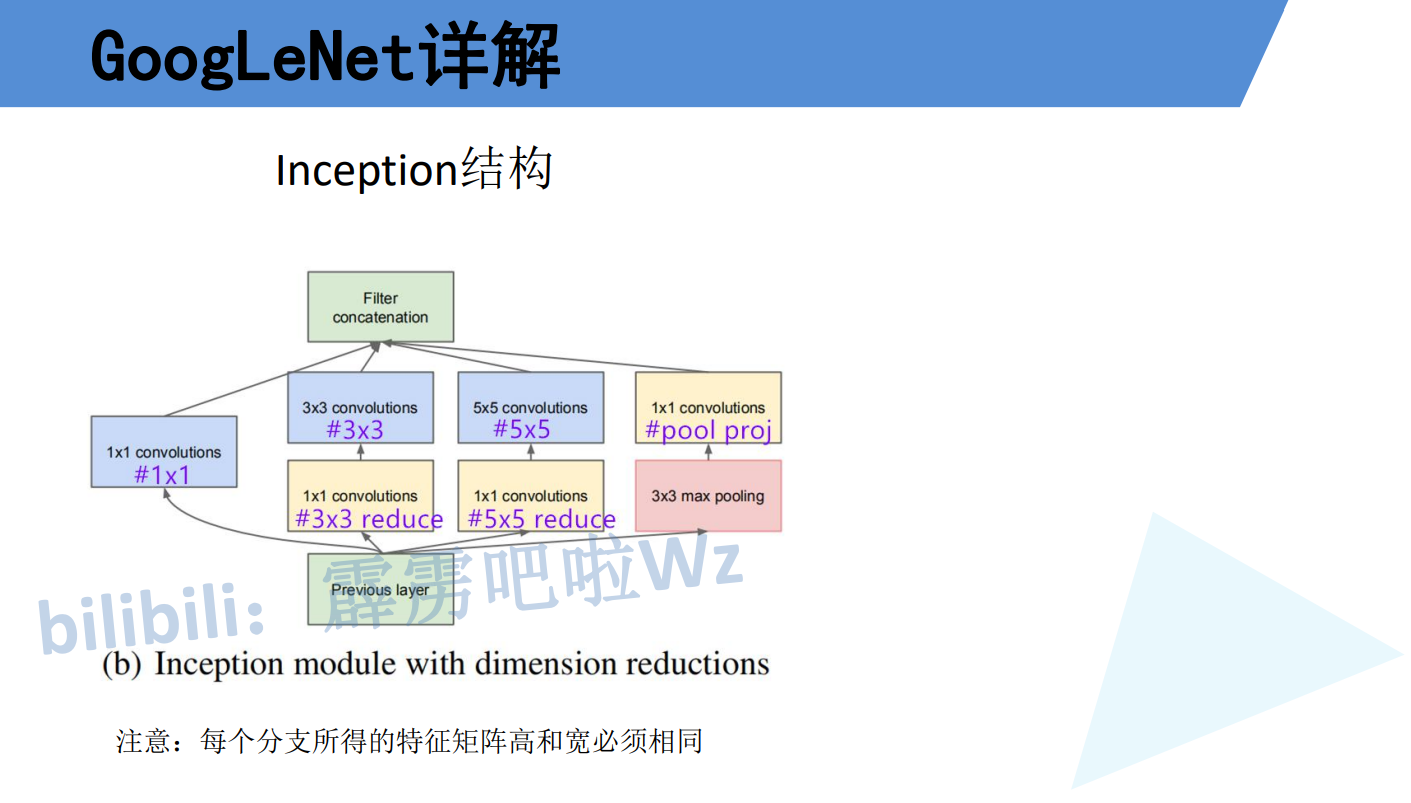 GoogLeNet详解
Inception结构
Filter
concatenation
3x3 convolutions
#3x3
5x5 convolutions
#5x5
1x1 convolutions
#pool proj
1x1 convolutions
#1x1
1x1 convolutions
#3x3 reduce
1x1 convolutions
#5x5 reduce
3x3 max pooling
Previous layer
bilibili：霹雳吧啦Wz
(b) Inception module with dimension reductions
注意：每个分支所得的特征矩阵高和宽必须相同